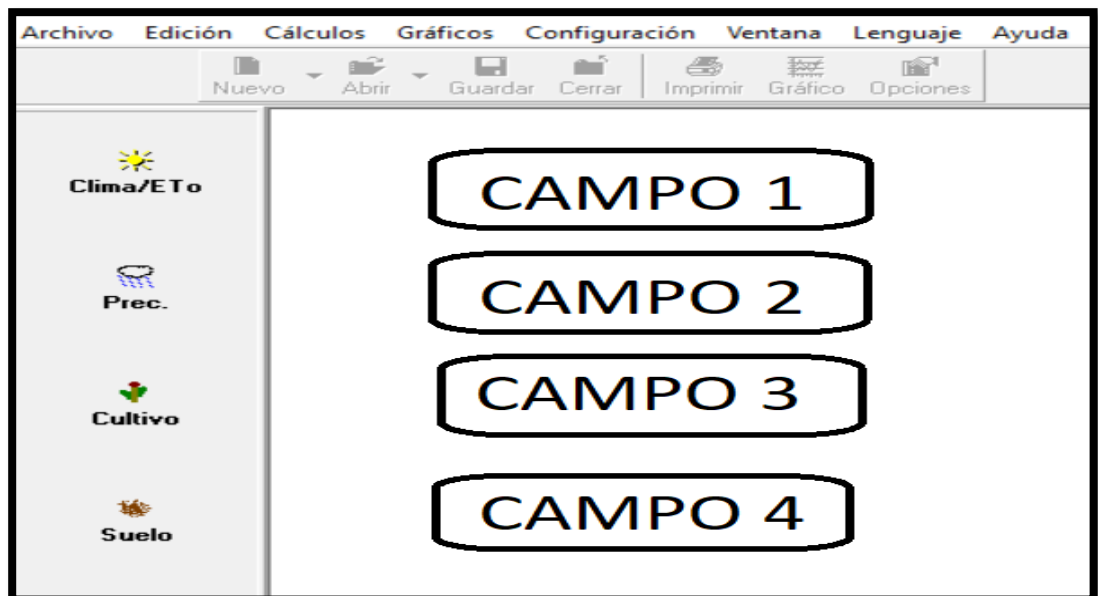 Archivo Edición Cálculos Gráficos Configuración Ventana Lenguaje Ayuda
Nuevo Abrir Guardar Cerrar Imprimir Gráfico Opciones
Clima/ETo
CAMPO 1
Prec.
CAMPO 2
Cultivo
CAMPO 3
Suelo
CAMPO 4